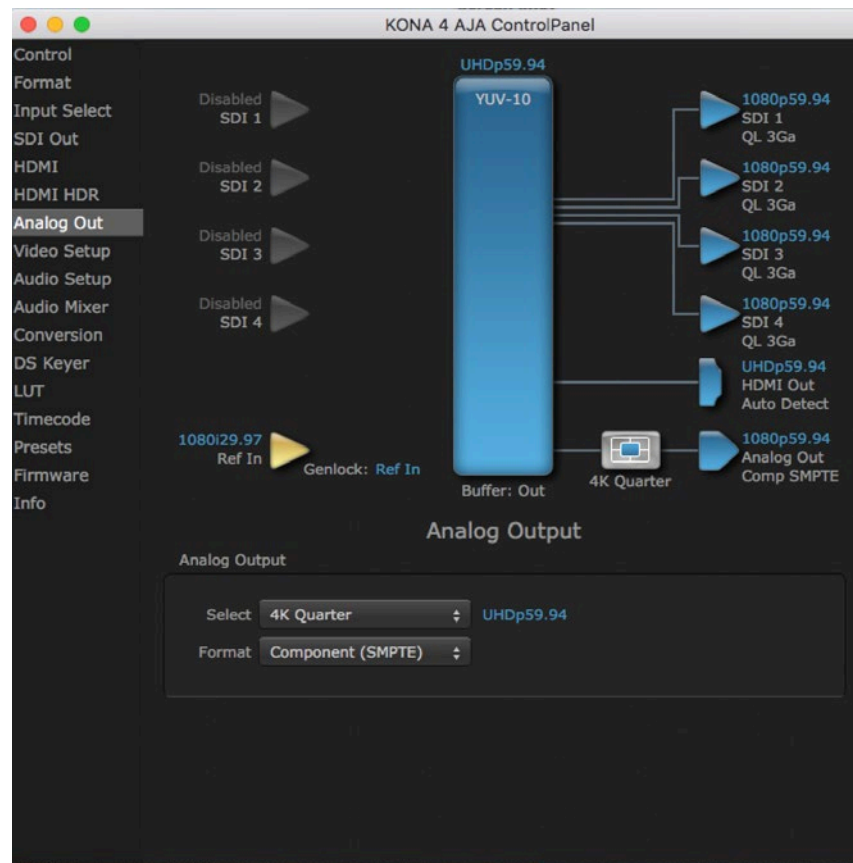 KONA 4 AJA ControlPanel
Control
Format
Input Select
SDI Out
HDMI
HDMI HDR
Analog Out
Video Setup
Audio Setup
Audio Mixer
Conversion
DS Keyer
LUT
Timecode
Presets
Firmware
Info
Disabled
SDI 1
Disabled
SDI 2
Disabled
SDI 3
Disabled
SDI 4
1080i29.97
Ref In
Genlock: Ref In
UHDp59.94
YUV-10
Buffer: Out
1080p59.94
SDI 1
QL 3Ga
1080p59.94
SDI 2
QL 3Ga
1080p59.94
SDI 3
QL 3Ga
1080p59.94
SDI 4
QL 3Ga
UHDp59.94
HDMI Out
Auto Detect
4K Quarter
1080p59.94
Analog Out
Comp SMPTE
Analog Output
Analog Output
Select 4K Quarter UHDp59.94
Format Component (SMPTE)